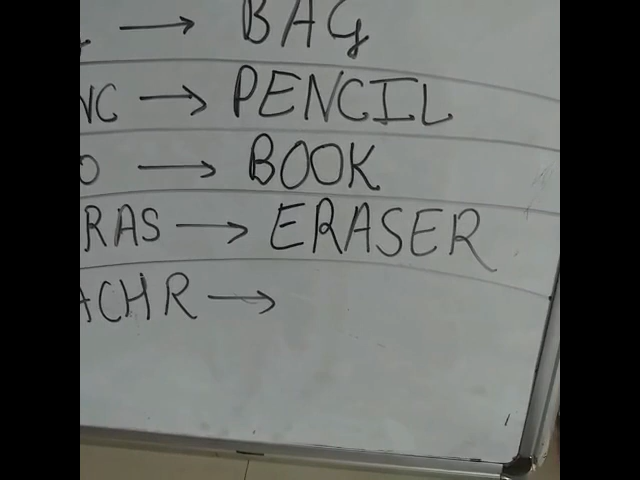 → BAG
NC → PENCIL
O → BOOK
RAS → ERASER
ACHR →